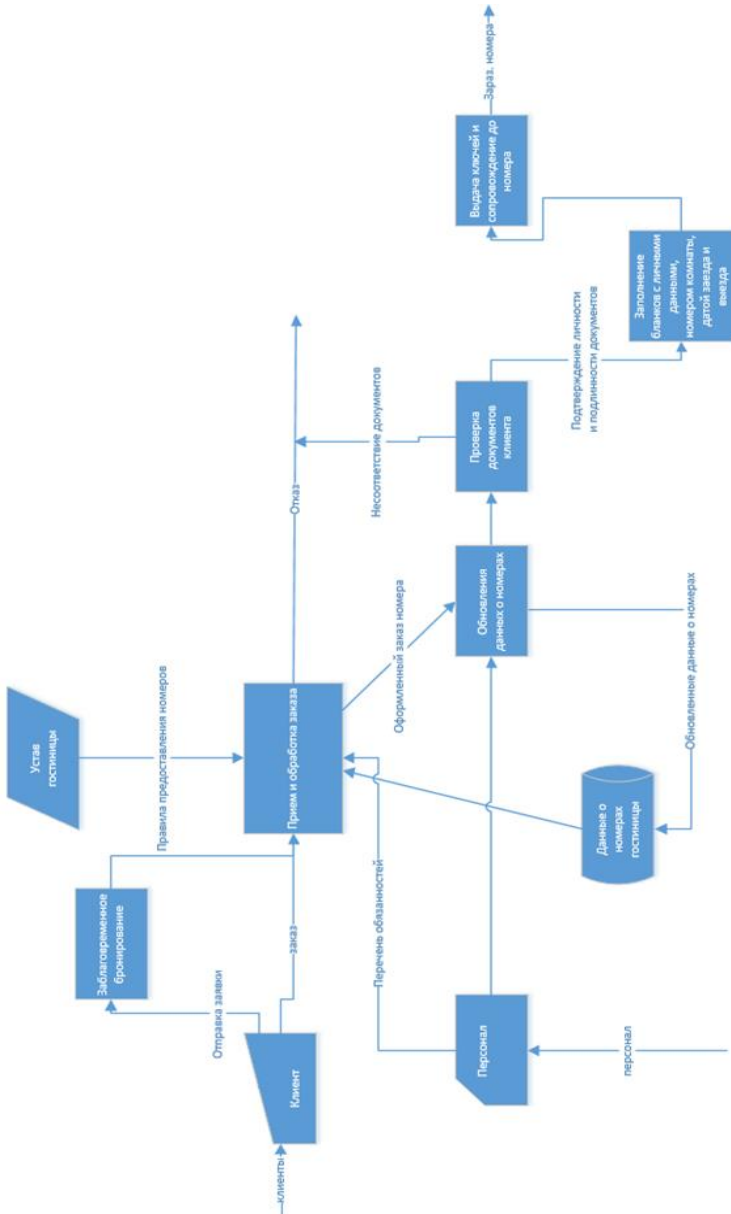 клиенты
Клиент
Отправка заявки
Заблаговременное
бронирование
заказ
Устав
гостиницы
Правила предоставления номеров
Прием и обработка заказа
Отказ
Несоответствие документов
Оформленный заказ номера
Перечень обязанностей
персонал
Персонал
Данные о
номерах
гостиницы
Обновленные данные о номерах
Обновления
данных о номерах
Проверка
документов
клиента
Подтверждение личности
и подлинности документов
Заполнение
бланков с личными
данными,
номером комнаты,
датой заезда и
выезда
Выдача ключей и
сопровождение до
номера
Зараз. номера